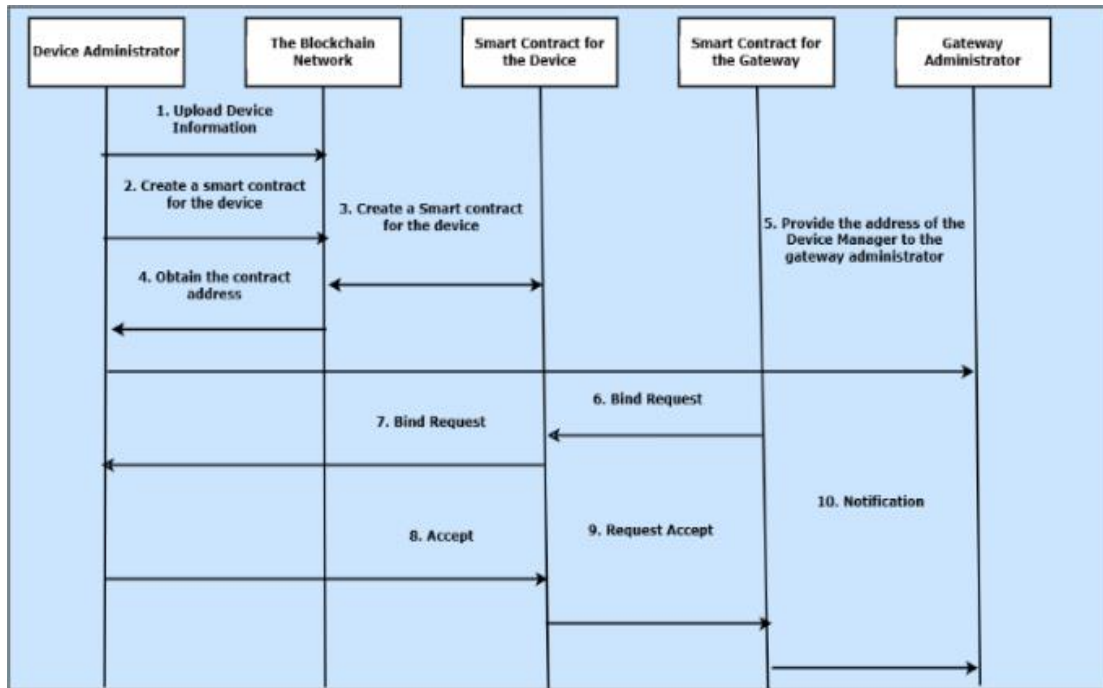 Device Administrator
The Blockchain
Network
Smart Contract for
the Device
Smart Contract for
the Gateway
Gateway
Administrator
1. Upload Device
Information
2. Create a smart contract
for the device
3. Create a Smart contract
for the device
5. Provide the address of the
Device Manager to the
gateway administrator
4. Obtain the contract
address
6. Bind Request
7. Bind Request
10. Notification
8. Accept
9. Request Accept